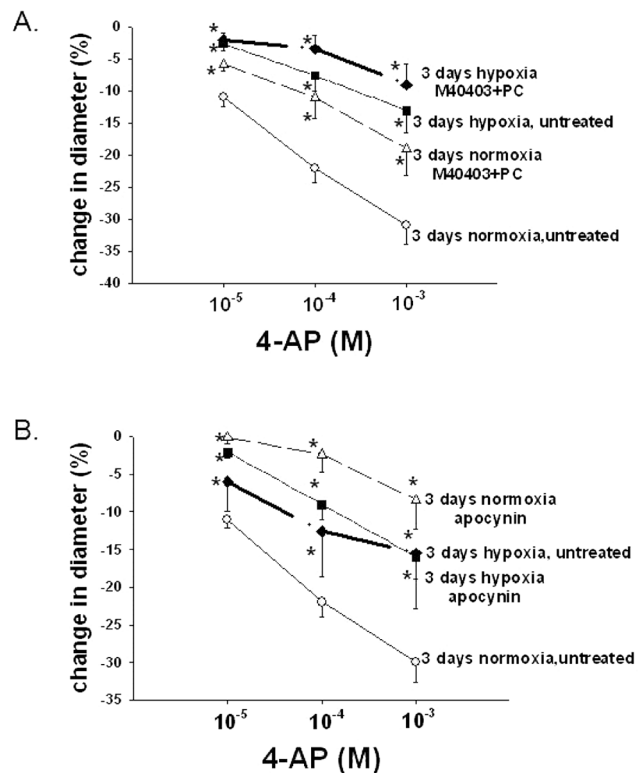 A.
0
-5
-10
-15
-20
-25
-30
-35
-40
change in diameter (%)
*
*
*
*
*
*
*
*
*
3 days hypoxia
M40403+PC
3 days hypoxia, untreated
3 days normoxia
M40403+PC
3 days normoxia,untreated
10-5
10-4
10-3
4-AP (M)
B.
0
-5
-10
-15
-20
-25
-30
-35
change in diameter (%)
*
*
*
*
*
*
*
*
*
3 days normoxia
apocynin
3 days hypoxia, untreated
3 days hypoxia
apocynin
3 days normoxia,untreated
10-5
10-4
10-3
4-AP (M)